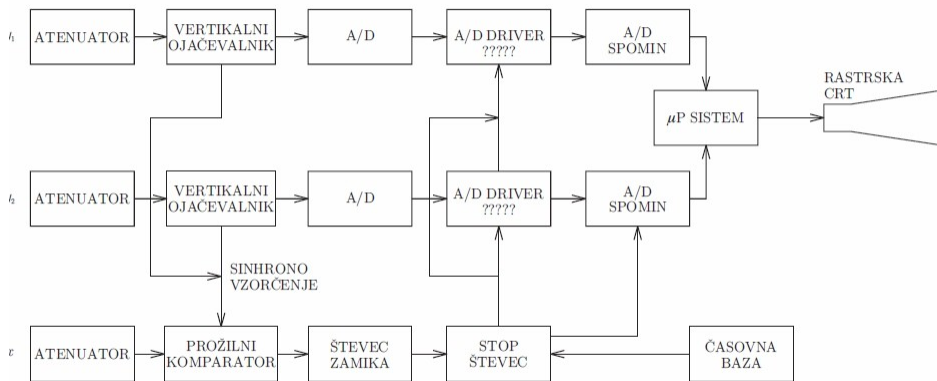 ATENUATOR
VERTIKALNI
OJAČEVALNIK
A/D
A/D DRIVER
?????
A/D
SPOMIN
RASTRSKA
CRT
μP SISTEM
ATENUATOR
VERTIKALNI
OJAČEVALNIK
A/D
A/D DRIVER
?????
A/D
SPOMIN
SINHRONO
VZORČENJE
x
ATENUATOR
PROŽILNI
KOMPARATOR
ŠTEVEC
ZAMIKA
STOP
ŠTEVEC
ČASOVNA
BAZA